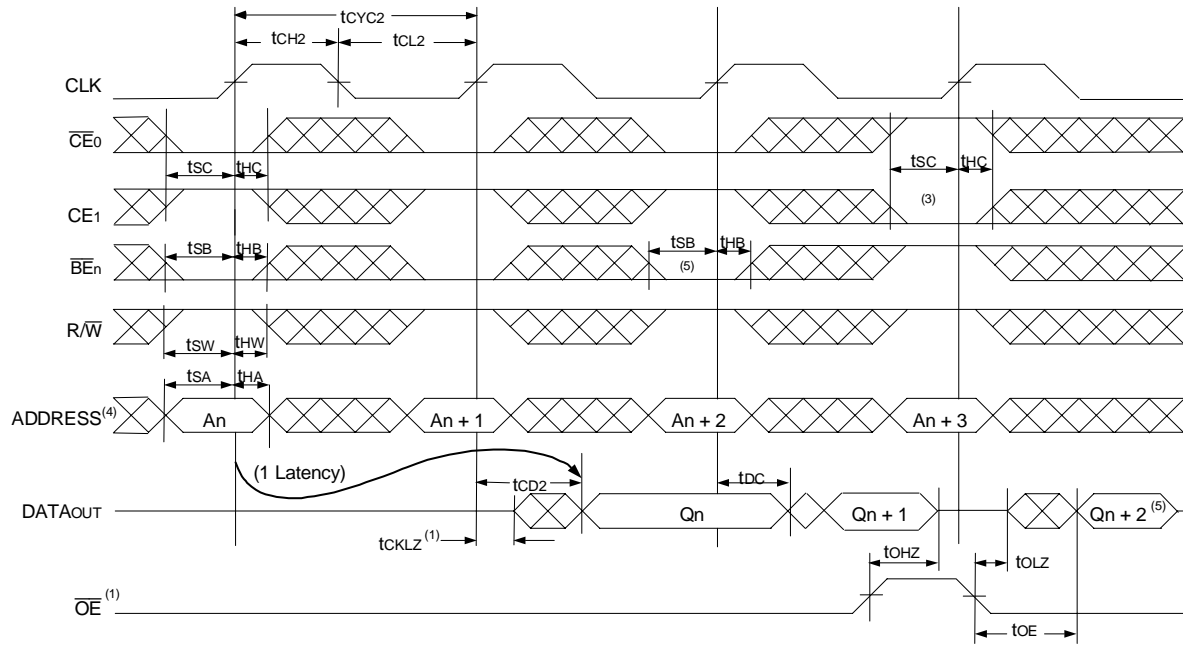 tCYC2
tCH2 tCL2
CLK
CE0
tSC tHC tSC tHC
CE1 (3)
tSB tHB tSB tHB
BEn (5)
R/W
tSW tHW
tSA tHA
ADDRESS(4) An An + 1 An + 2 An + 3
(1 Latency) tCD2 tDC
DATAOUT Qn Qn + 1 Qn + 2 (5)
tCKLZ(1) tOHZ tOLZ
OE (1)
tOE